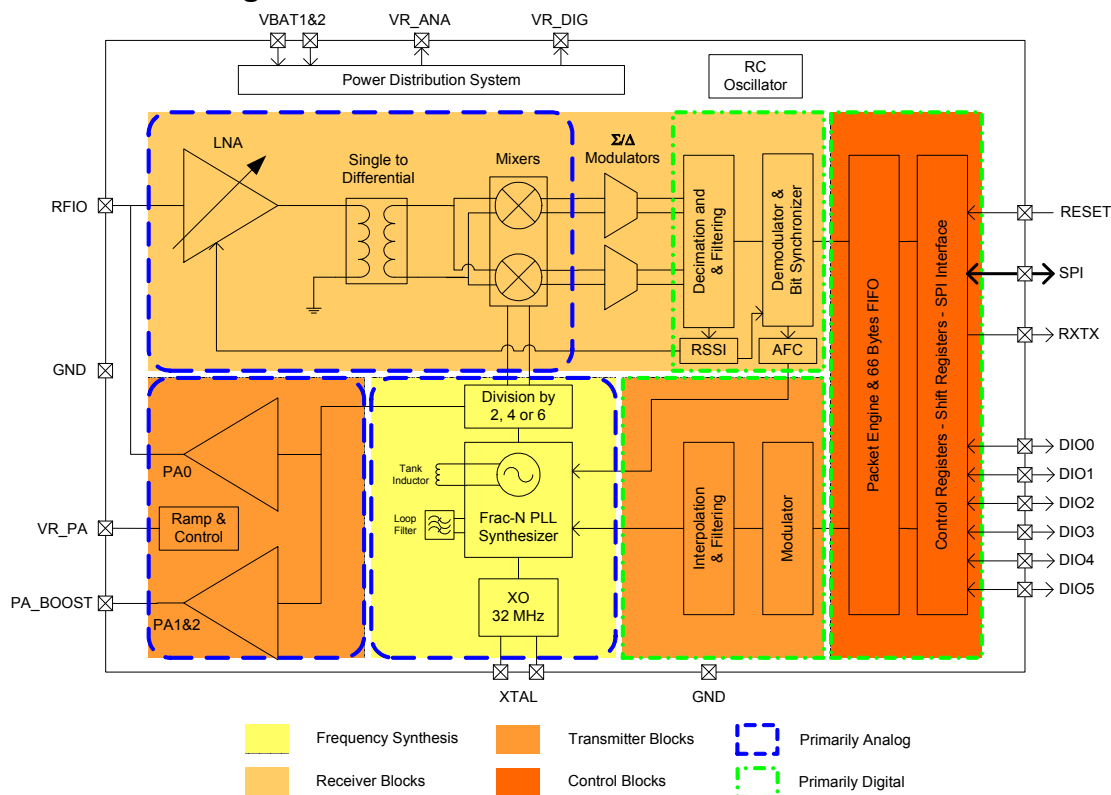 VBAT1&2
VR_ANA
VR_DIG
Power Distribution System
RC
Oscillator
LNA
Single to
Differential
Mixers
Σ/Δ
Modulators
Decimation and
& Filtering
Demodulator &
Bit Synchronizer
RSSI
AFC
Packet Engine & 66 Bytes FIFO
Control Registers - Shift Registers - SPI Interface
RFIO
GND
RESET
SPI
RXTX
PA0
Ramp &
Control
VR_PA
PA_BOOST
PA1&2
Division by
2, 4 or 6
Tank
Inductor
Loop
Filter
Frac-N PLL
Synthesizer
XO
32 MHz
Interpolation
& Filtering
Modulator
DIO0
DIO1
DIO2
DIO3
DIO4
DIO5
XTAL
GND
Frequency Synthesis
Transmitter Blocks
Primarily Analog
Receiver Blocks
Control Blocks
Primarily Digital